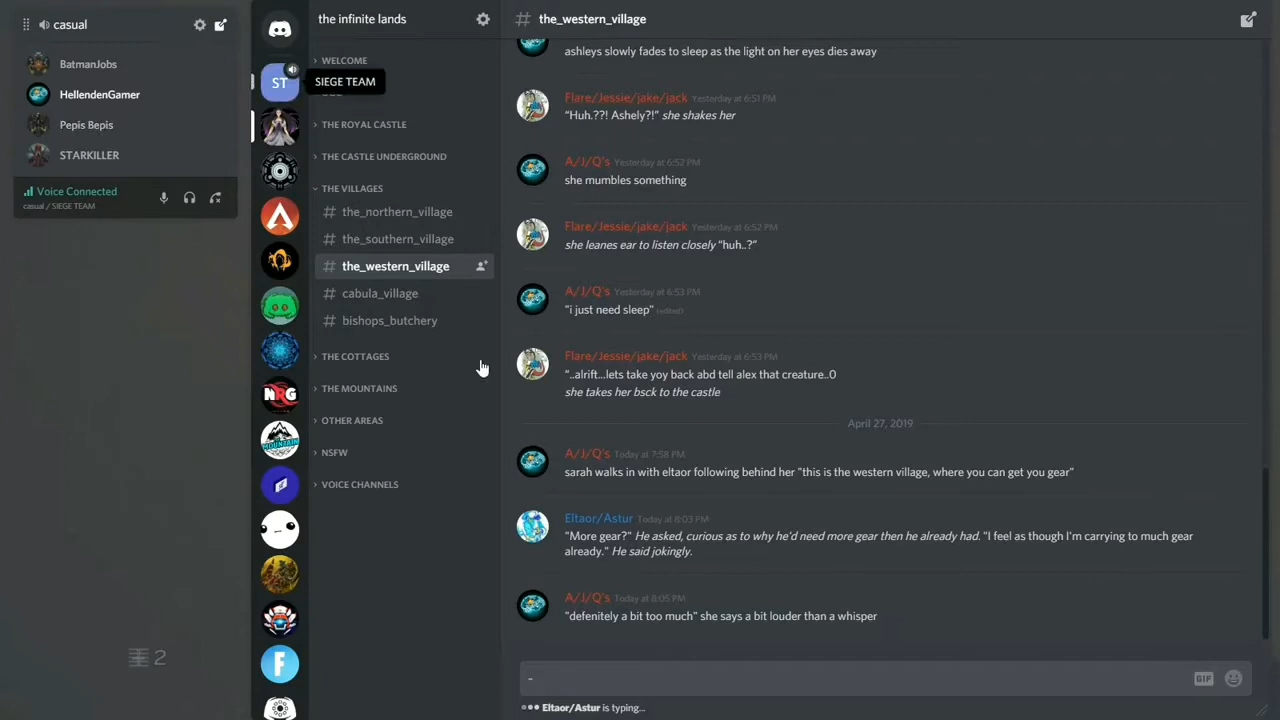 casual
BatmanJobs
HellendenGamer
Pepis Bepis
STARKILLER
Voice Connected
casual / SIEGE TEAM
2
ST
SIEGE TEAM
NRG
MOUNTAIN
F
the infinite lands
WELCOME
THE ROYAL CASTLE
THE CASTLE UNDERGROUND
THE VILLAGES
# the_northern_village
# the_southern_village
# the_western_village
# cabula_village
# bishops_butchery
THE COTTAGES
THE MOUNTAINS
OTHER AREAS
NSFW
VOICE CHANNELS
# the_western_village
ashleys slowly fades to sleep as the light on her eyes dies away
Flare/Jessie/jake/jack Yesterday at 6:51 PM
“Huh.??! Ashely?!” she shakes her
A/J/Q's Yesterday at 6:52 PM
she mumbles something
Flare/Jessie/jake/jack Yesterday at 6:52 PM
she leanes ear to listen closely “huh..?”
A/J/Q's Yesterday at 6:53 PM
“i just need sleep” (edited)
Flare/Jessie/jake/jack Yesterday at 6:53 PM
“..alrift...lets take yoy back abd tell alex that creature..0
she takes her bsck to the castle
April 27, 2019
A/J/Q's Today at 7:58 PM
sarah walks in with eltaor following behind her "this is the western village, where you can get you gear"
Eltaor/Astur Today at 8:03 PM
“More gear?” He asked, curious as to why he’d need more gear then he already had. “I feel as though I’m carrying to much gear
already.” He said jokingly.
A/J/Q's Today at 8:05 PM
"defenitely a bit too much" she says a bit louder than a whisper
-
GIF
Eltaor/Astur is typing...